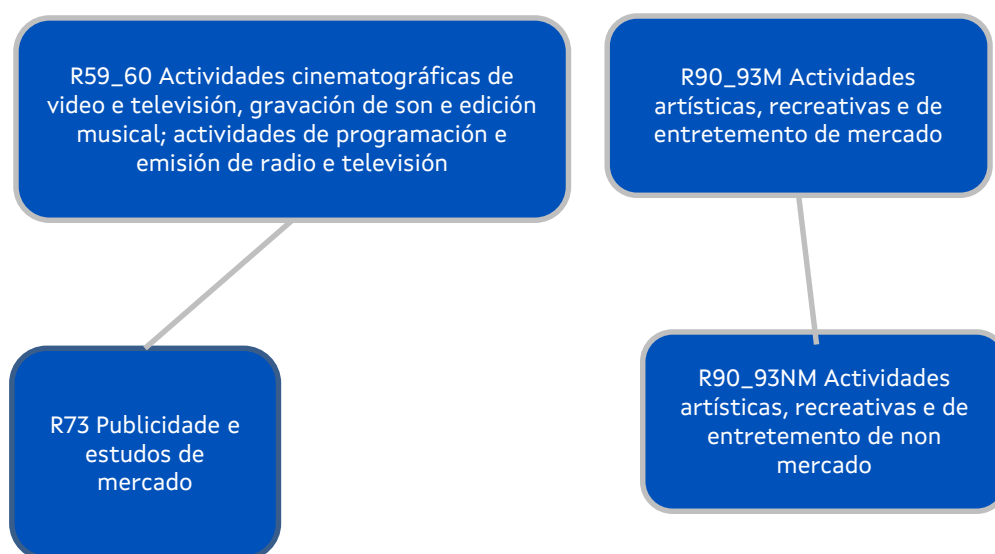 R59_60 Actividades cinematográficas de
video e televisión, gravación de son e edición
musical; actividades de programación e
emisión de radio e televisión
R90_93M Actividades
artísticas, recreativas e de
entretemento de mercado
R73 Publicidade e
estudos de
mercado
R90_93NM Actividades
artísticas, recreativas e de
entretemento de non
mercado